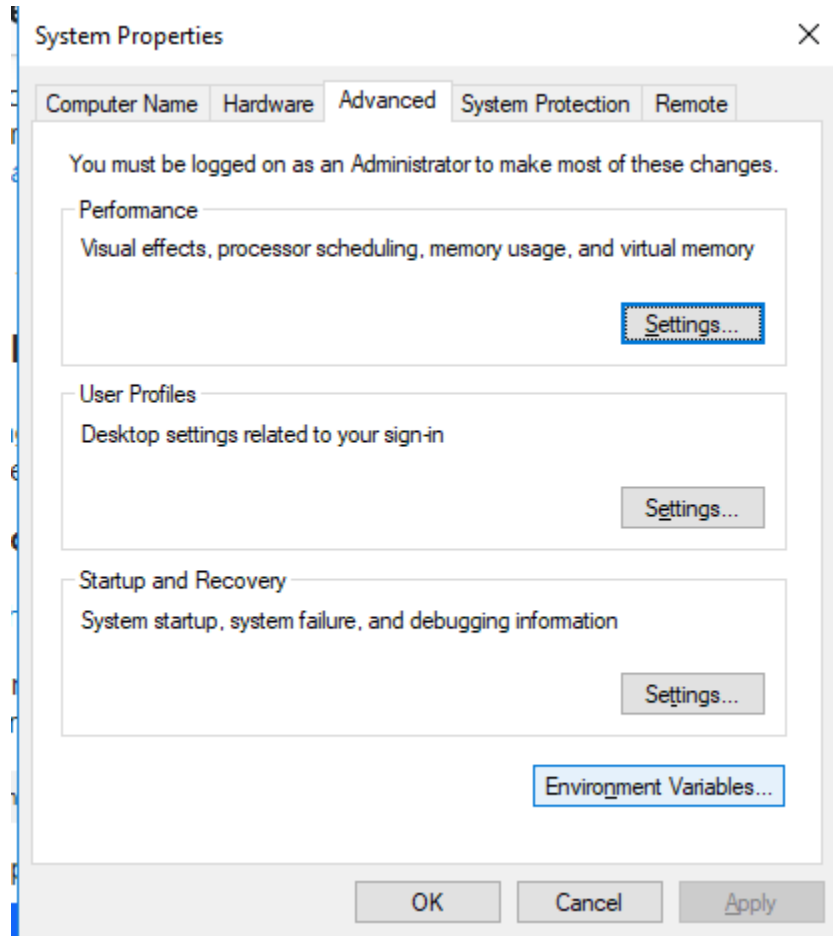 System Properties
Computer Name Hardware Advanced System Protection Remote
You must be logged on as an Administrator to make most of these changes.
Performance
Visual effects, processor scheduling, memory usage, and virtual memory
Settings...
User Profiles
Desktop settings related to your sign-in
Settings...
Startup and Recovery
System startup, system failure, and debugging information
Settings...
Environment Variables...
OK Cancel Apply